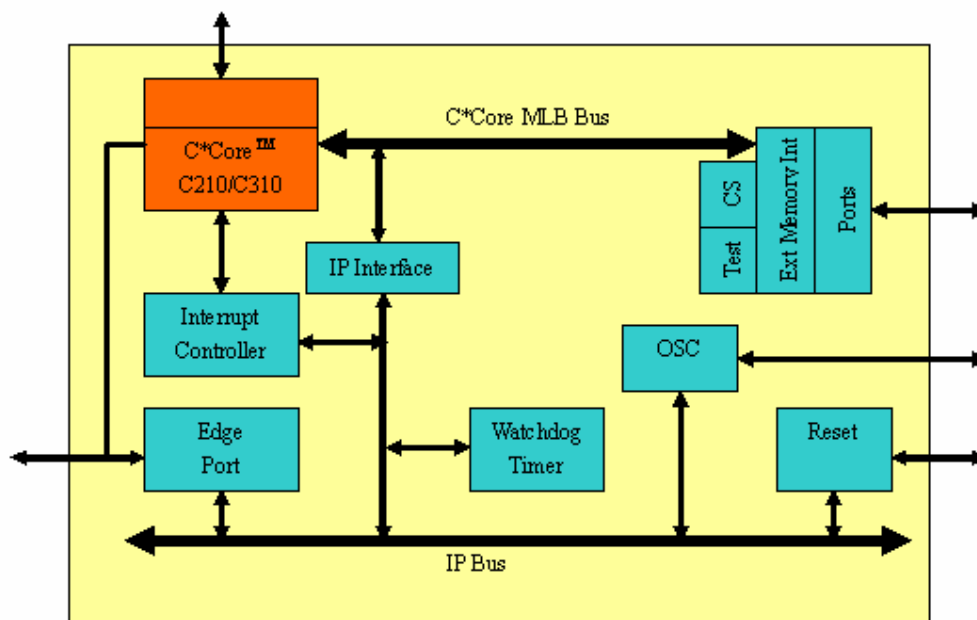 C*Core MLB Bus
C*Core™
C210/C310
CS
Test
Ext Memory Int
Ports
IP Interface
Interrupt
Controller
OSC
Edge
Port
Watchdog
Timer
Reset
IP Bus